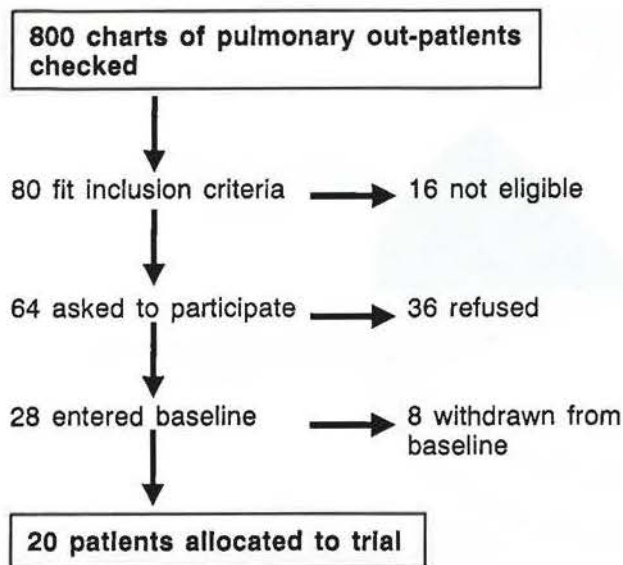 800 charts of pulmonary out-patients
checked
80 fit inclusion criteria
16 not eligible
64 asked to participate
36 refused
28 entered baseline
8 withdrawn from
baseline
20 patients allocated to trial